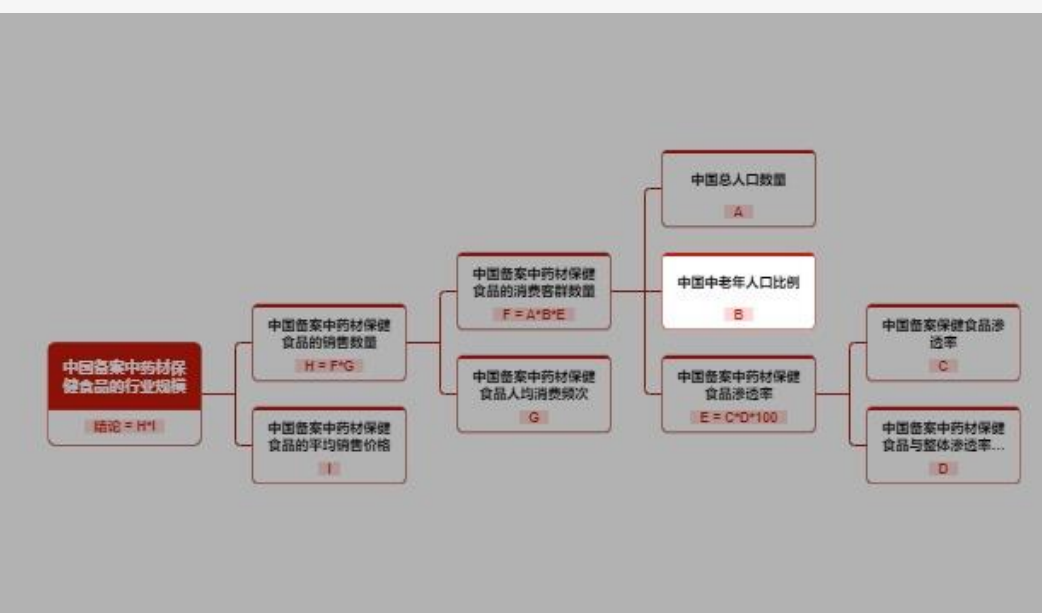 中国总人口数量
A
中国备案中药材保健
食品的消费客群数量
F = A*B*E
中国中老年人口比例
B
中国备案中药材保健
食品的销售数量
H = F*G
中国备案保健食品渗
透率
C
中国备案中药材保
健食品的行业规模
结论 = H*I
中国备案中药材保健
食品人均消费频次
G
中国备案中药材保健
食品渗透率
E = C*D*100
中国备案中药材保健
食品的平均销售价格
I
中国备案中药材保健
食品与整体渗透率...
D